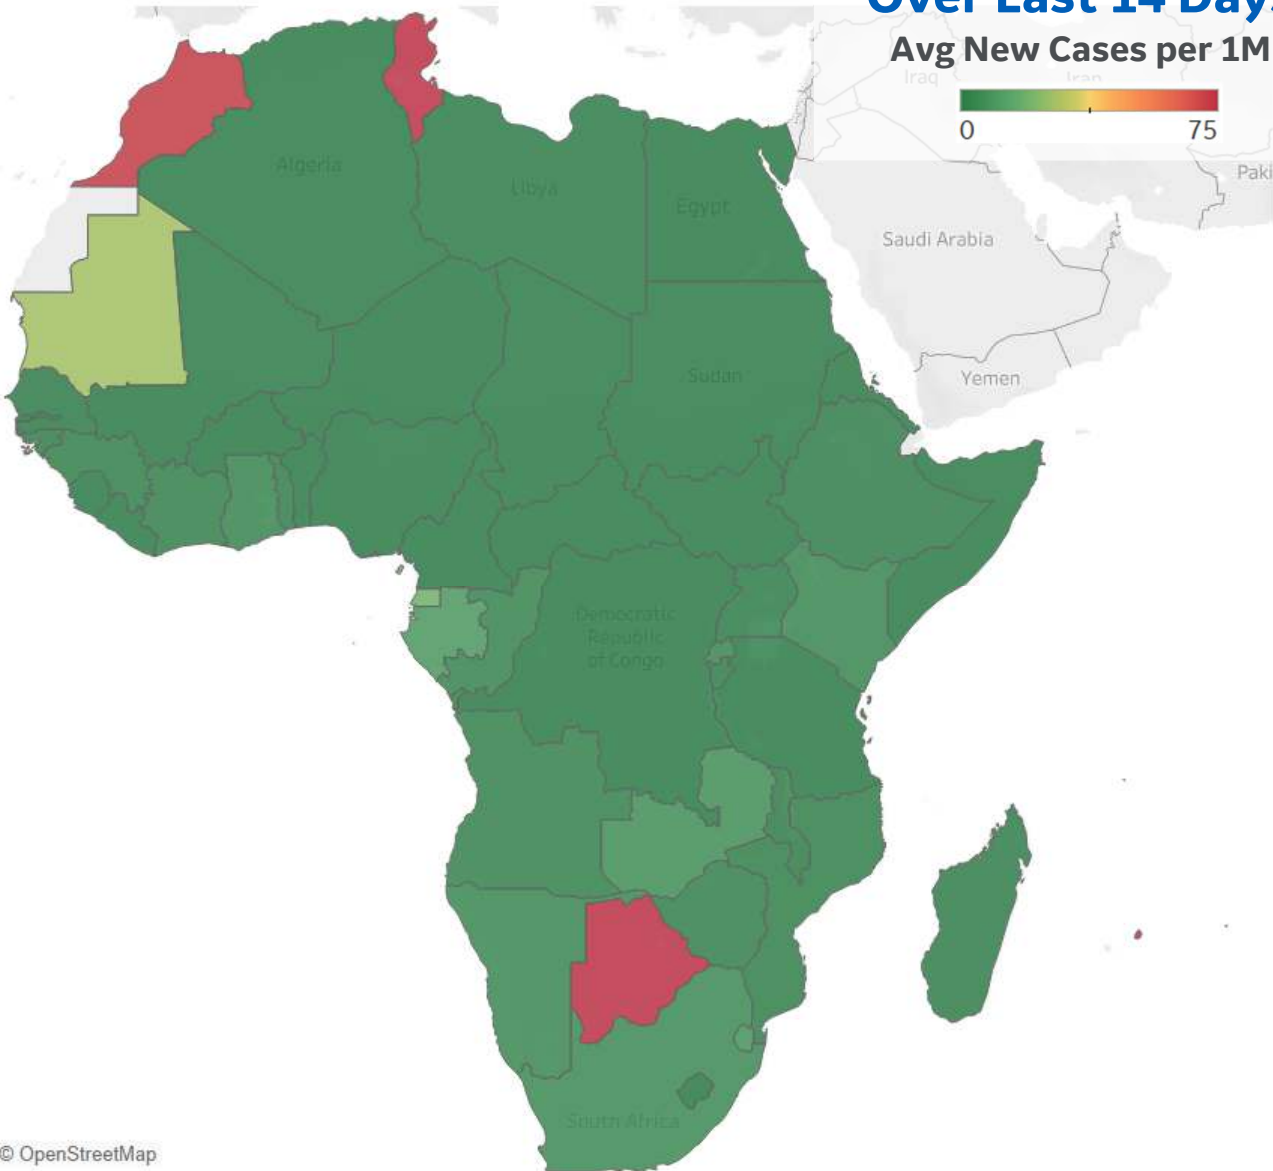 Over Last 14 Days
Avg New Cases per 1M
Iraq
Iran
0
75
Paki
Algeria
Libya
Egypt
Saudi Arabia
Sudan
Yemen
Democratic
Republic
of Congo
South Africa
© OpenStreetMap